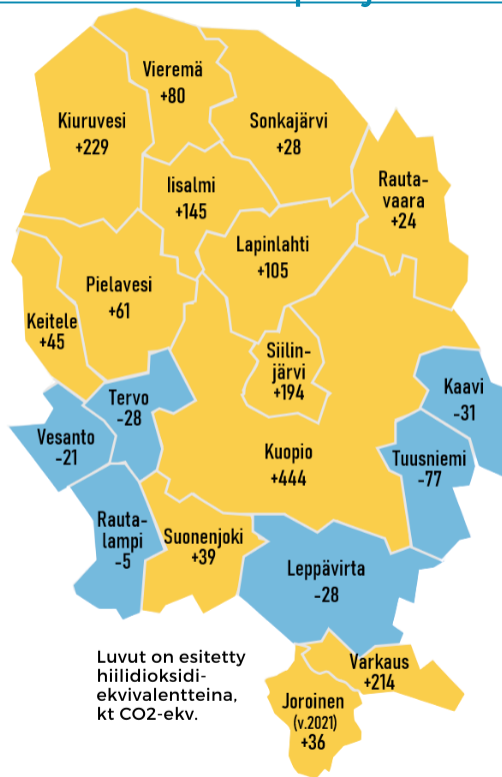 Vieremä
+80
Kiuruvesi
+229
Sonkajärvi
+28
Iisalmi
+145
Rauta-
vaara
+24
Lapinlahti
+105
Pielavesi
+61
Keitele
+45
Siilin-
järvi
+194
Kaavi
-31
Tervo
-28
Vesanto
-21
Kuopio
+444
Tuusniemi
-77
Rauta-
lampi
-5
Suonenjoki
+39
Leppävirta
-28
Luvut on esitetty
hiilidioksidi-
ekvivalentteina,
kt CO2-ekv.
Varkaus
+214
Joroinen
(v.2021)
+36